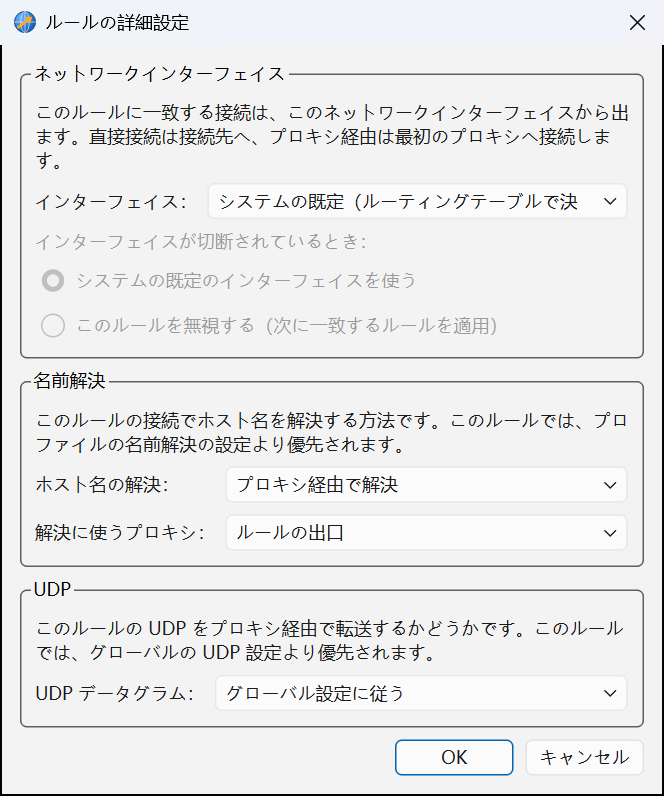 ルールの詳細設定
ネットワークインターフェイス
このルールに一致する接続は、このネットワークインターフェイスから出
ます。直接接続は接続先へ、プロキシ経由は最初のプロキシへ接続しま
す。
インターフェイス: システムの既定（ルーティングテーブルで決
インターフェイスが切断されているとき:
システムの既定のインターフェイスを使う
このルールを無視する（次に一致するルールを適用）
名前解決
このルールの接続でホスト名を解決する方法です。このルールでは、プロ
ファイルの名前解決の設定より優先されます。
ホスト名の解決: プロキシ経由で解決
解決に使うプロキシ: ルールの出口
UDP
このルールの UDP をプロキシ経由で転送するかどうかです。このルール
では、グローバルの UDP 設定より優先されます。
UDP データグラム: グローバル設定に従う
OK キャンセル